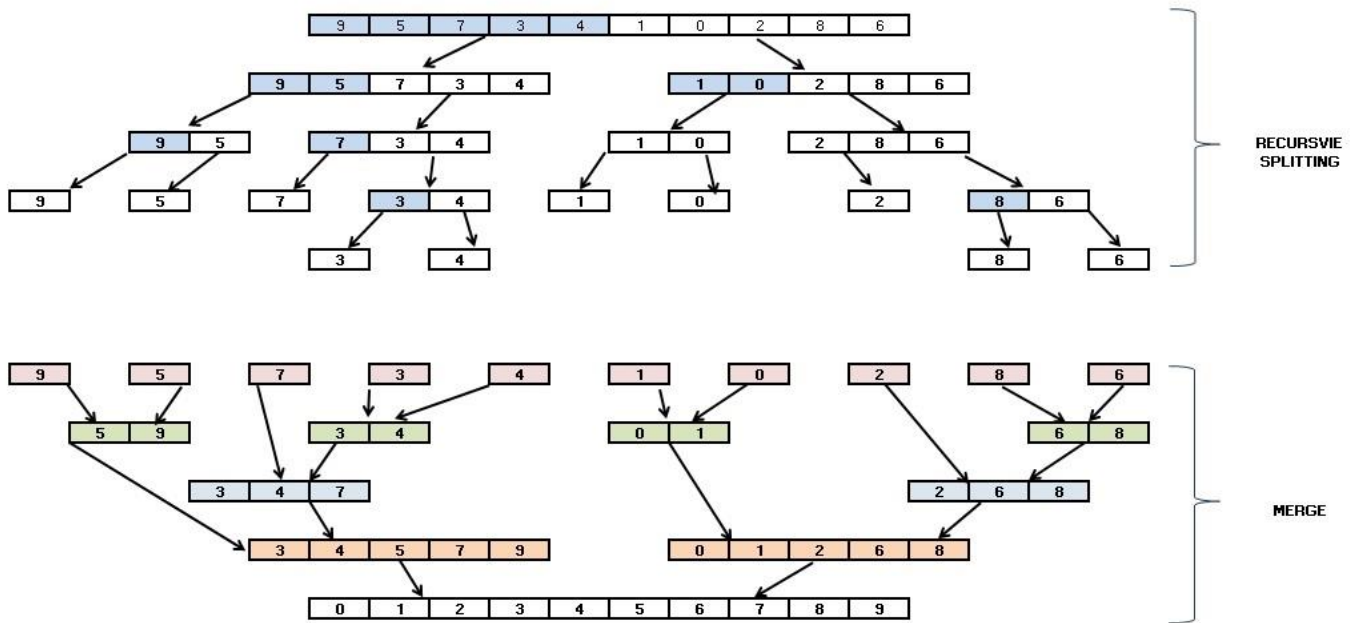 9 5 7 3 4 1 0 2 8 6
9 5 7 3 4 1 0 2 8 6
9 5 7 3 4 1 0 2 8 6
RECURSVIE
SPLITTING
9 5 7 3 4 1 0 2 8 6
3 4 8 6
9 5 7 3 4 1 0 2 8 6
5 9 3 4 0 1 6 8
3 4 7 2 6 8
MERGE
3 4 5 7 9 0 1 2 6 8
0 1 2 3 4 5 6 7 8 9